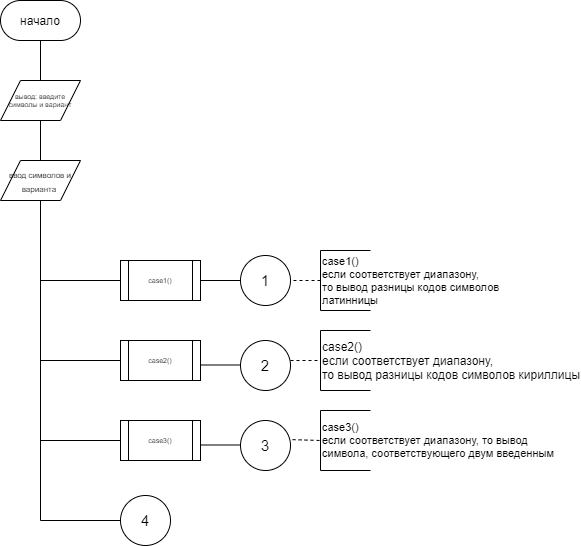 начало
вывод: введите
символы и вариант
ввод символов и
варианта
case1()
1
case1()
если соответствует диапазону,
то вывод разницы кодов символов
латинницы
case2()
2
case2()
если соответствует диапазону,
то вывод разницы кодов символов кириллицы
case3()
3
case3()
если соответствует диапазону, то вывод
символа, соответствующего двум введенным
4